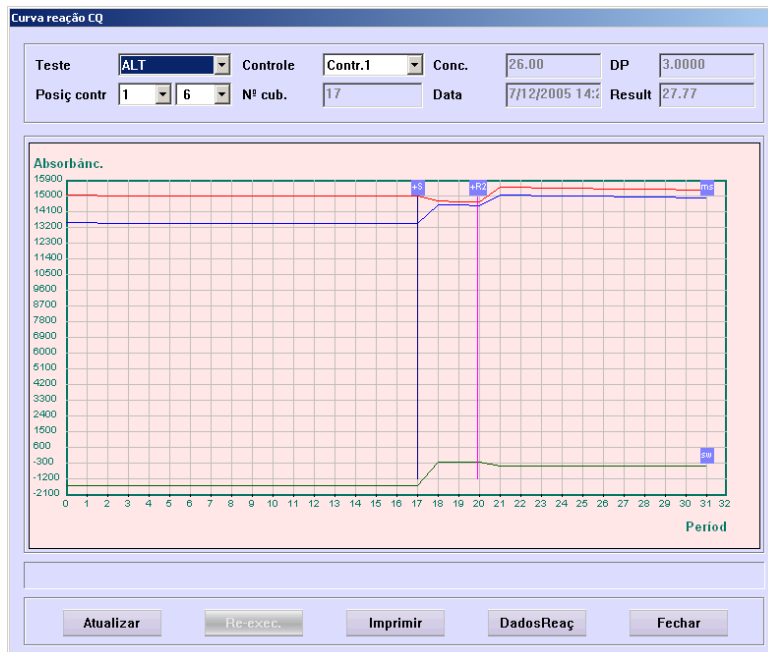 Curva reação CQ
Teste ALT Controle Contr.1 Conc. 26.00 DP 3.0000
Posiç contr 1 6 Nº cub. 17 Data 7/12/2005 14:2 Result 27.77
Absorbánc.
15900
15000
14100
13200
12300
11400
10500
9600
8700
7800
6900
6000
5100
4200
3300
2400
1500
600
-300
-1200
-2100
+S +R2 ms
sw
0 1 2 3 4 5 6 7 8 9 10 11 12 13 14 15 16 17 18 19 20 21 22 23 24 25 26 27 28 29 30 31 32
Period
Atualizar Re-exec. Imprimir DadosReaç Fechar